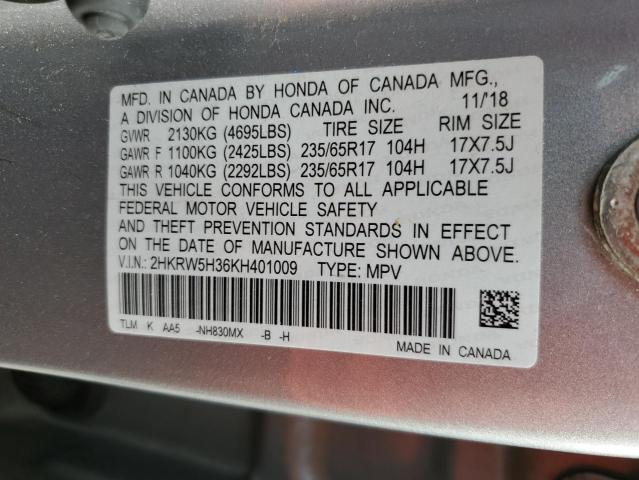 MFD. IN CANADA BY HONDA OF CANADA MFG.,
A DIVISION OF HONDA CANADA INC. 11/18
GVWR 2130KG (4695LBS) TIRE SIZE RIM SIZE
GAWR F 1100KG (2425LBS) 235/65R17 104H 17X7.5J
GAWR R 1040KG (2292LBS) 235/65R17 104H 17X7.5J
THIS VEHICLE CONFORMS TO ALL APPLICABLE
FEDERAL MOTOR VEHICLE SAFETY
AND THEFT PREVENTION STANDARDS IN EFFECT
ON THE DATE OF MANUFACTURE SHOWN ABOVE.
V.I.N.: 2HKRW5H36KH401009 TYPE: MPV
TLM K AA5 -NH830MX -B -H
MADE IN CANADA